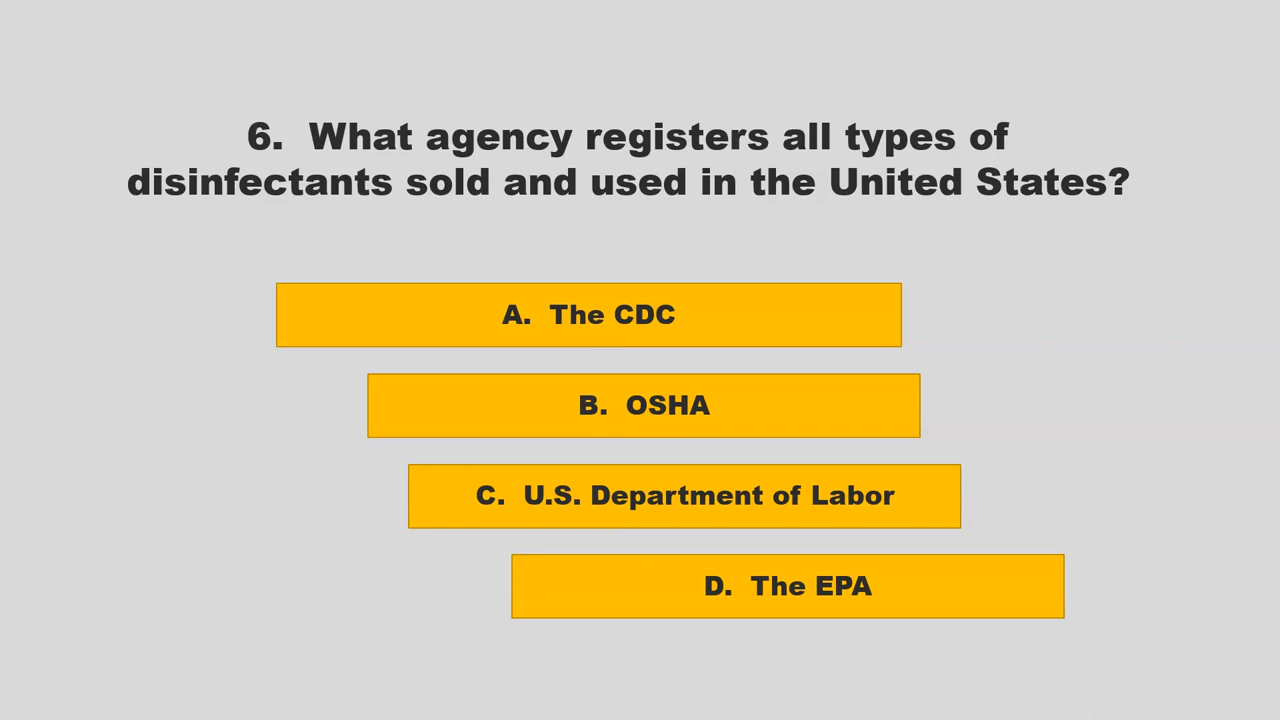 6.  What agency registers all types of
disinfectants sold and used in the United States?
A.  The CDC
B.  OSHA
C.  U.S. Department of Labor
D.  The EPA